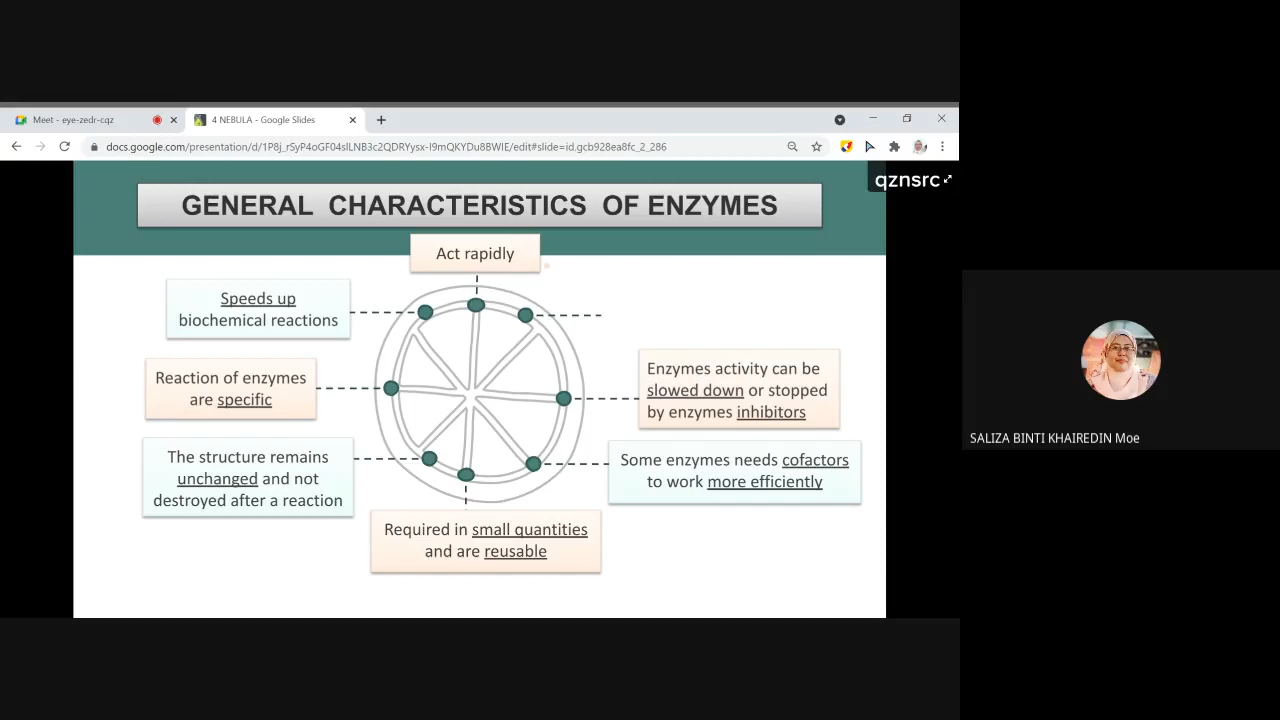 Meet - eye-zedr-cqz
4 NEBULA - Google Slides
docs.google.com/presentation/d/1P8j_rSyP4oGF04slLNB3c2QDRYysx-I9mQKYDu8BWIE/edit#slide=id.gcb928ea8fc_2_286
qznsrc
GENERAL CHARACTERISTICS OF ENZYMES
Act rapidly
Speeds up
biochemical reactions
Reaction of enzymes
are specific
The structure remains
unchanged and not
destroyed after a reaction
Required in small quantities
and are reusable
Enzymes activity can be
slowed down or stopped
by enzymes inhibitors
Some enzymes needs cofactors
to work more efficiently
SALIZA BINTI KHAIREDIN Moe